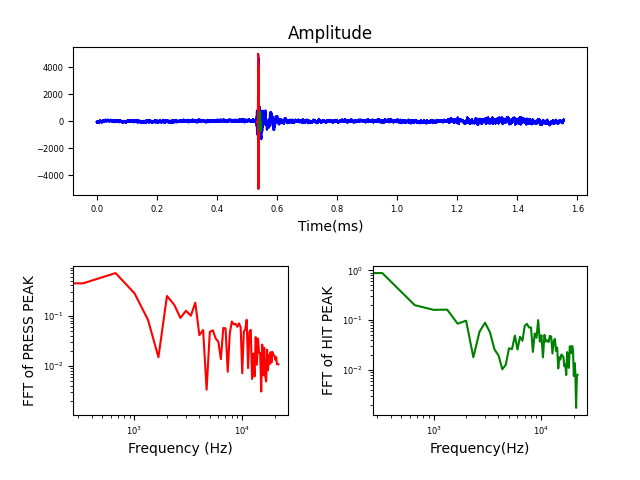 Amplitude
4000
2000
0
−2000
−4000
0.0 0.2 0.4 0.6 0.8 1.0 1.2 1.4 1.6
Time(ms)
FFT of PRESS PEAK
10⁻¹
10⁻²
10³ 10⁴
Frequency (Hz)
FFT of HIT PEAK
10⁰
10⁻¹
10⁻²
10³ 10⁴
Frequency(Hz)